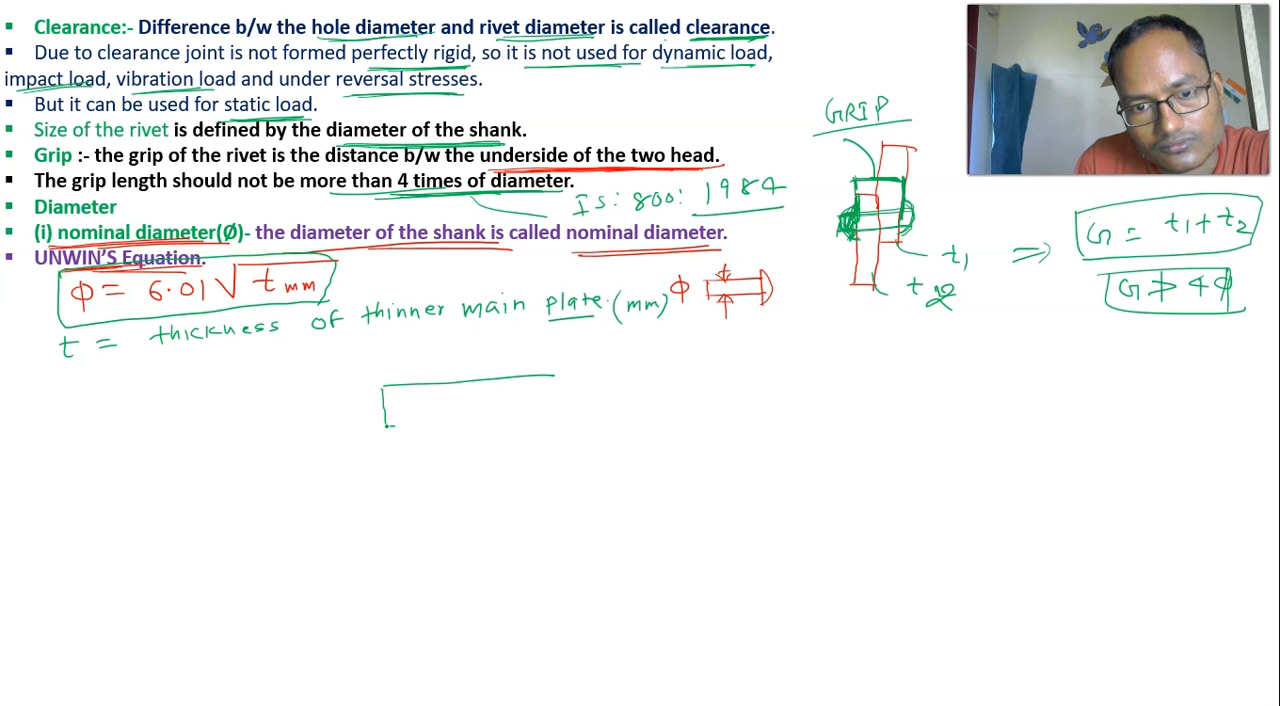 ▪ Clearance:- Difference b/w the hole diameter and rivet diameter is called clearance.
▪ Due to clearance joint is not formed perfectly rigid, so it is not used for dynamic load,
impact load, vibration load and under reversal stresses.
▪ But it can be used for static load.
▪ Size of the rivet is defined by the diameter of the shank.
▪ Grip :- the grip of the rivet is the distance b/w the underside of the two head.
▪ The grip length should not be more than 4 times of diameter.
IS: 800: 1984
▪ Diameter
▪ (i) nominal diameter(Ø)- the diameter of the shank is called nominal diameter.
▪ UNWIN'S Equation.
ϕ = 6.01 √ t mm
t = thickness of thinner main plate. (mm)
ϕ
GRIP
t1
t2
⇒ G = t1 + t2
G ≯ 4ϕ